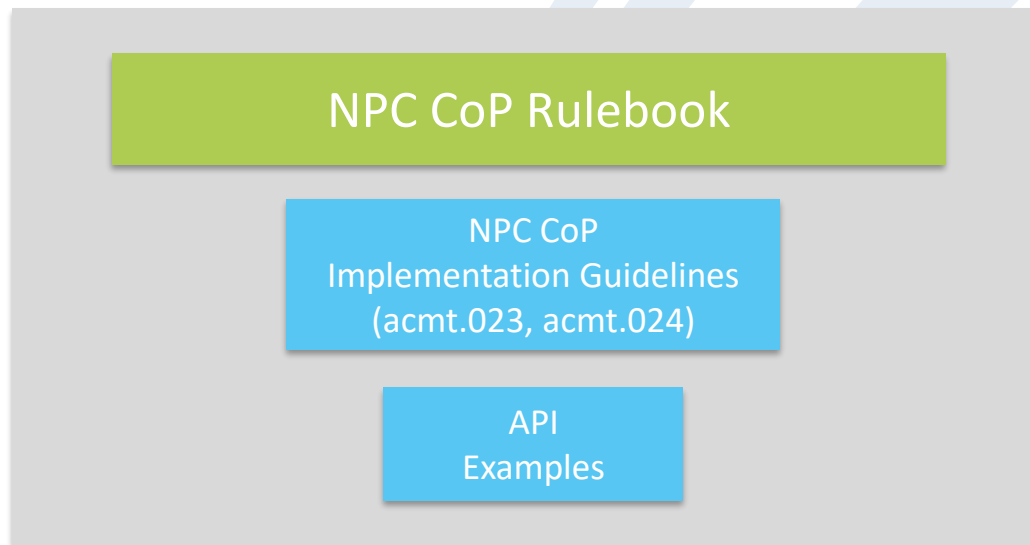 NPC CoP Rulebook
NPC CoP
Implementation Guidelines
(acmt.023, acmt.024)
API
Examples